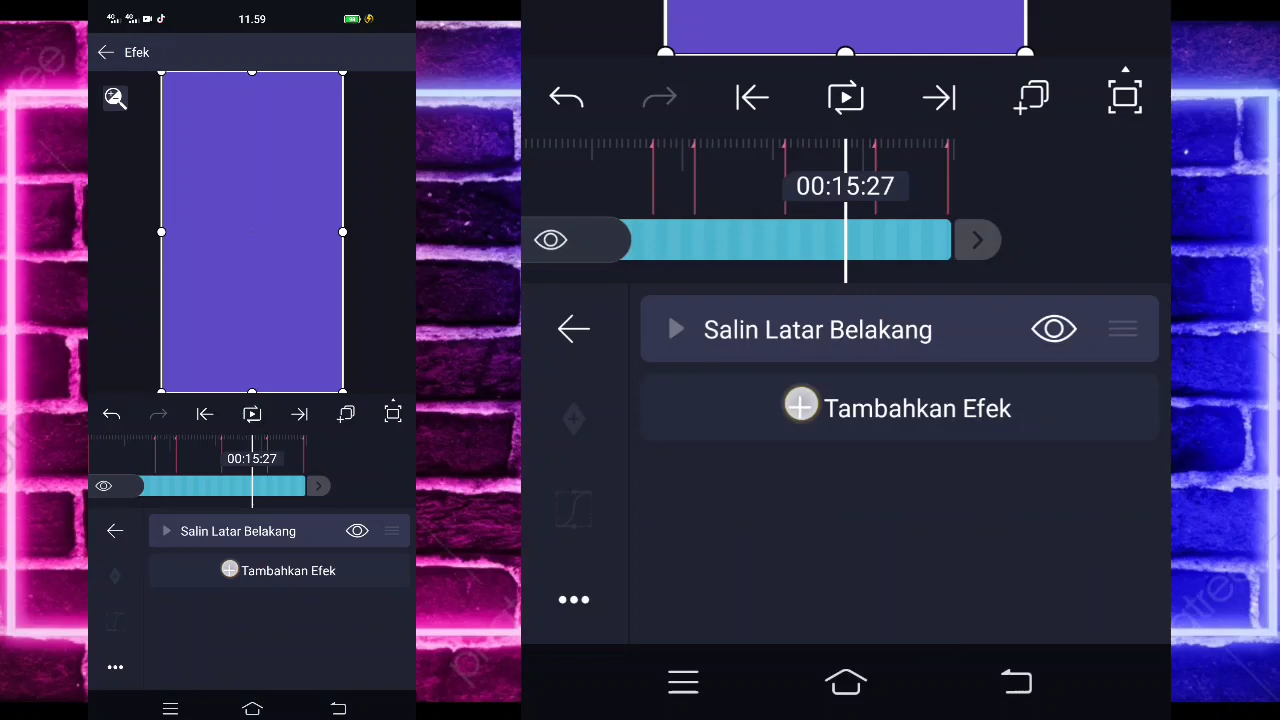 11.59
Efek
00:15:27
Salin Latar Belakang
Tambahkan Efek
00:15:27
Salin Latar Belakang
Tambahkan Efek